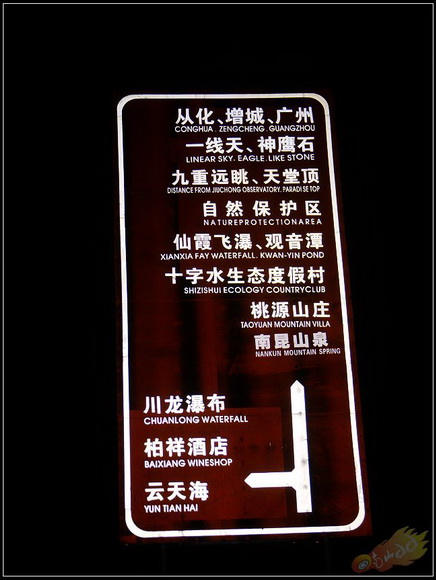 从化、增城、广州
CONGHUA . ZENGCHENG . GUANGZHOU
一线天、神鹰石
LINEAR SKY. EAGLE. LIKE STONE
九重远眺、天堂顶
DISTANCE FROM JIUCHONG OBSERVATORY. PARADISE TOP
自然保护区
NATUREPROTECTIONAREA
仙霞飞瀑、观音潭
XIANXIA FAY WATERFALL. KWAN-YIN POND
十字水生态度假村
SHIZISHUI ECOLOGY COUNTRYCLUB
桃源山庄
TAOYUAN MOUNTAIN VILLA
南昆山泉
NANKUN MOUNTAIN SPRING
川龙瀑布
CHUANLONG WATERFALL
柏祥酒店
BAIXIANG WINESHOP
云天海
YUN TIAN HAI